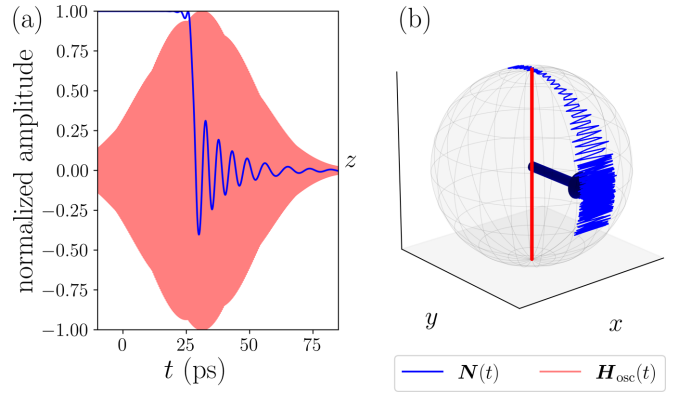 (a)
normalized amplitude
1.00
0.75
0.50
0.25
0.00
−0.25
−0.50
−0.75
−1.00
0 25 50 75
t (ps)
(b)
z
y
x
N(t) H_osc(t)